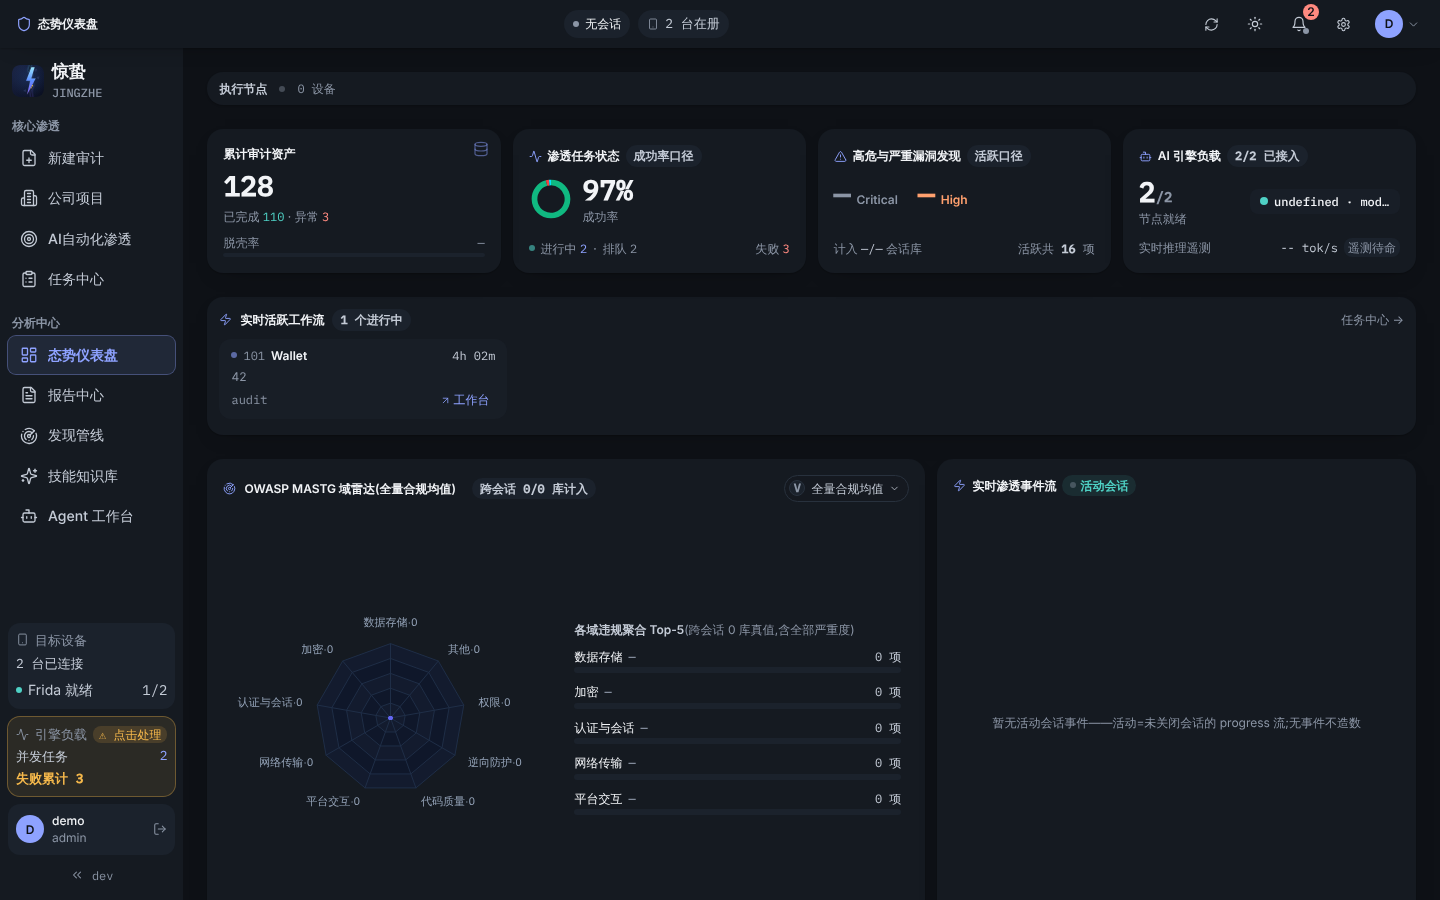 态势仪表盘
无会话
2 台在册
2
D
惊蛰
JINGZHE
核心渗透
新建审计
公司项目
AI自动化渗透
任务中心
分析中心
态势仪表盘
报告中心
发现管线
技能知识库
Agent 工作台
目标设备
2 台已连接
Frida 就绪 1/2
引擎负载 ⚠ 点击处理
并发任务 2
失败累计 3
D
demo
admin
« dev
执行节点 0 设备
累计审计资产
128
已完成 110 · 异常 3
脱壳率 —
渗透任务状态 成功率口径
97%
成功率
进行中 2 · 排队 2 失败 3
高危与严重漏洞发现 活跃口径
Critical High
计入 —/— 会话库 活跃共 16 项
AI 引擎负载 2/2 已接入
2/2
节点就绪
undefined · mod…
实时推理遥测 -- tok/s 遥测待命
实时活跃工作流 1 个进行中 任务中心 →
101 Wallet 4h 02m
42
audit 工作台
OWASP MASTG 域雷达(全量合规均值) 跨会话 0/0 库计入 V 全量合规均值
数据存储·0
其他·0
权限·0
逆向防护·0
代码质量·0
平台交互·0
网络传输·0
认证与会话·0
加密·0
各域违规聚合 Top-5(跨会话 0 库真值,含全部严重度)
数据存储 — 0 项
加密 — 0 项
认证与会话 — 0 项
网络传输 — 0 项
平台交互 — 0 项
实时渗透事件流 活动会话
暂无活动会话事件——活动=未关闭会话的 progress 流;无事件不造数